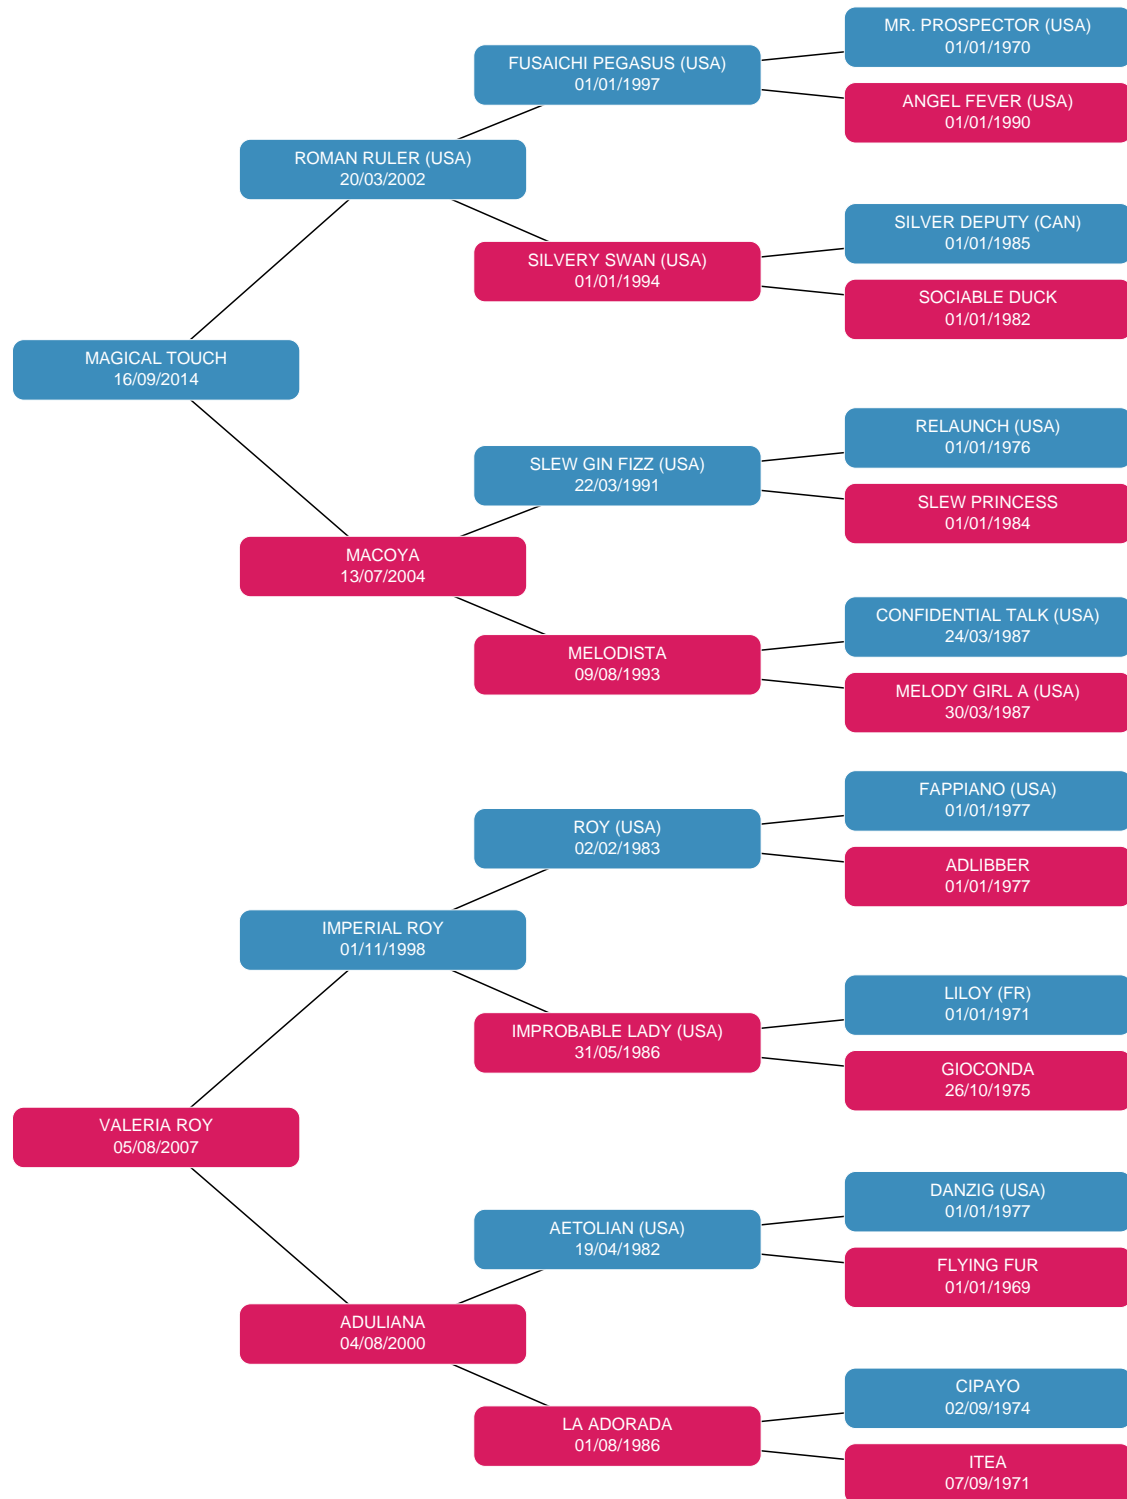 MR. PROSPECTOR (USA)
01/01/1970
FUSAICHI PEGASUS (USA)
01/01/1997
ANGEL FEVER (USA)
01/01/1990
ROMAN RULER (USA)
20/03/2002
SILVER DEPUTY (CAN)
01/01/1985
SILVERY SWAN (USA)
01/01/1994
SOCIABLE DUCK
01/01/1982
MAGICAL TOUCH
16/09/2014
RELAUNCH (USA)
01/01/1976
SLEW GIN FIZZ (USA)
22/03/1991
SLEW PRINCESS
01/01/1984
MACOYA
13/07/2004
CONFIDENTIAL TALK (USA)
24/03/1987
MELODISTA
09/08/1993
MELODY GIRL A (USA)
30/03/1987
FAPPIANO (USA)
01/01/1977
ROY (USA)
02/02/1983
ADLIBBER
01/01/1977
IMPERIAL ROY
01/11/1998
LILOY (FR)
01/01/1971
IMPROBABLE LADY (USA)
31/05/1986
GIOCONDA
26/10/1975
VALERIA ROY
05/08/2007
DANZIG (USA)
01/01/1977
AETOLIAN (USA)
19/04/1982
FLYING FUR
01/01/1969
ADULIANA
04/08/2000
CIPAYO
02/09/1974
LA ADORADA
01/08/1986
ITEA
07/09/1971